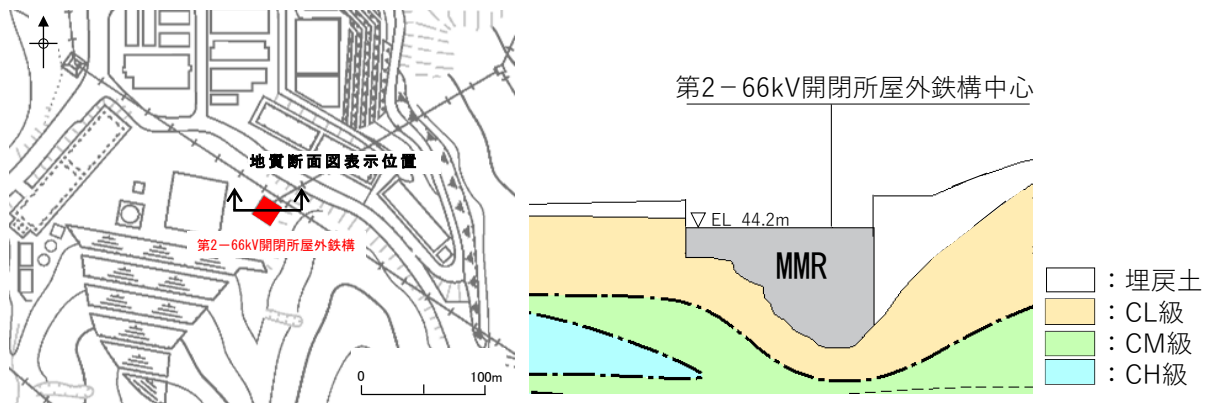 地質断面図表示位置
第2－66kV開閉所屋外鉄構
0 100m
第2－66kV開閉所屋外鉄構中心
▽ EL 44.2m
MMR
：埋戻土
：CL級
：CM級
：CH級